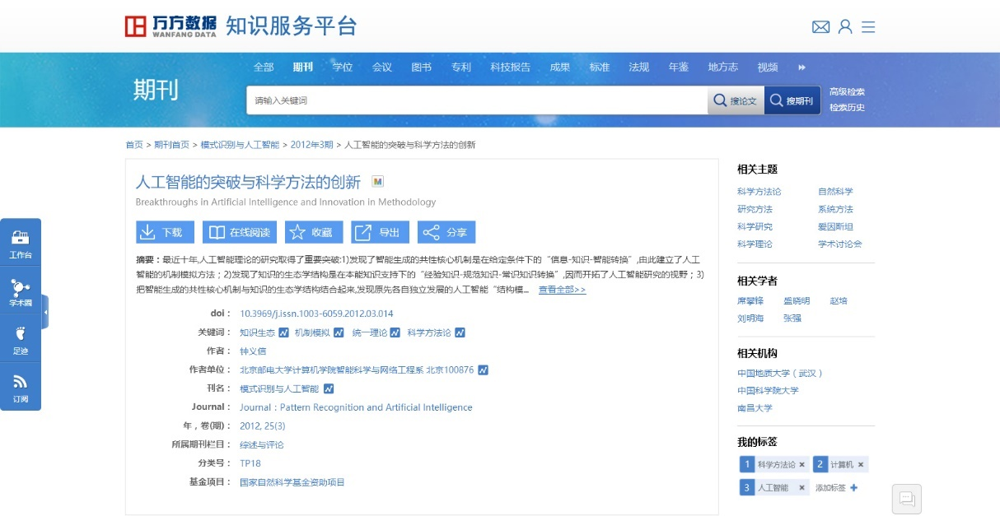 万方数据
WANFANG DATA
知识服务平台
期刊
全部 期刊 学位 会议 图书 专利 科技报告 成果 标准 法规 年鉴 地方志 视频
请输入关键词
搜论文
搜期刊
高级检索
检索历史
首页 > 期刊首页 > 模式识别与人工智能 > 2012年3期 > 人工智能的突破与科学方法的创新
人工智能的突破与科学方法的创新
Breakthroughs in Artificial Intelligence and Innovation in Methodology
下载 在线阅读 收藏 导出 分享
摘要：最近十年,人工智能理论的研究取得了重要突破:1)发现了智能生成的共性核心机制是在给定条件下的“信息-知识-智能转换”,由此建立了人工
智能的机制模拟方法；2)发现了知识的生态学结构是在本能知识支持下的“经验知识-规范知识-常识知识转换”,因而开拓了人工智能研究的视野；3)
把智能生成的共性核心机制与知识的生态学结构结合起来,发现原先各自独立发展的人工智能“结构模... 查看全部>>
doi： 10.3969/j.issn.1003-6059.2012.03.014
关键词： 知识生态 机制模拟 统一理论 科学方法论
作者： 钟义信
作者单位： 北京邮电大学计算机学院智能科学与网络工程系 北京100876
刊名： 模式识别与人工智能
Journal： Journal：Pattern Recognition and Artificial Intelligence
年，卷(期)： 2012, 25(3)
所属期刊栏目： 综述与评论
分类号： TP18
基金项目： 国家自然科学基金资助项目
工作台
学术圈
足迹
订阅
相关主题
科学方法论 自然科学
研究方法 系统方法
科学研究 爱因斯坦
科学理论 学术讨论会
相关学者
席攀锋 盛晓明 赵培
刘明海 张强
相关机构
中国地质大学（武汉）
中国科学院大学
南昌大学
我的标签
1 科学方法论 × 2 计算机 ×
3 人工智能 × 添加标签 +